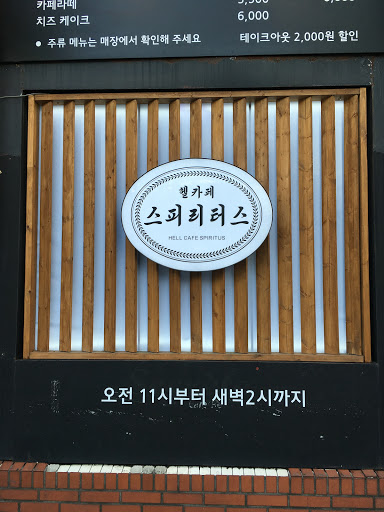 카페라떼
치즈 케이크 6,000
• 주류 메뉴는 매장에서 확인해 주세요 테이크아웃 2,000원 할인
헬카페
스피리터스
HELL CAFE SPIRITUS
오전 11시부터 새벽2시까지